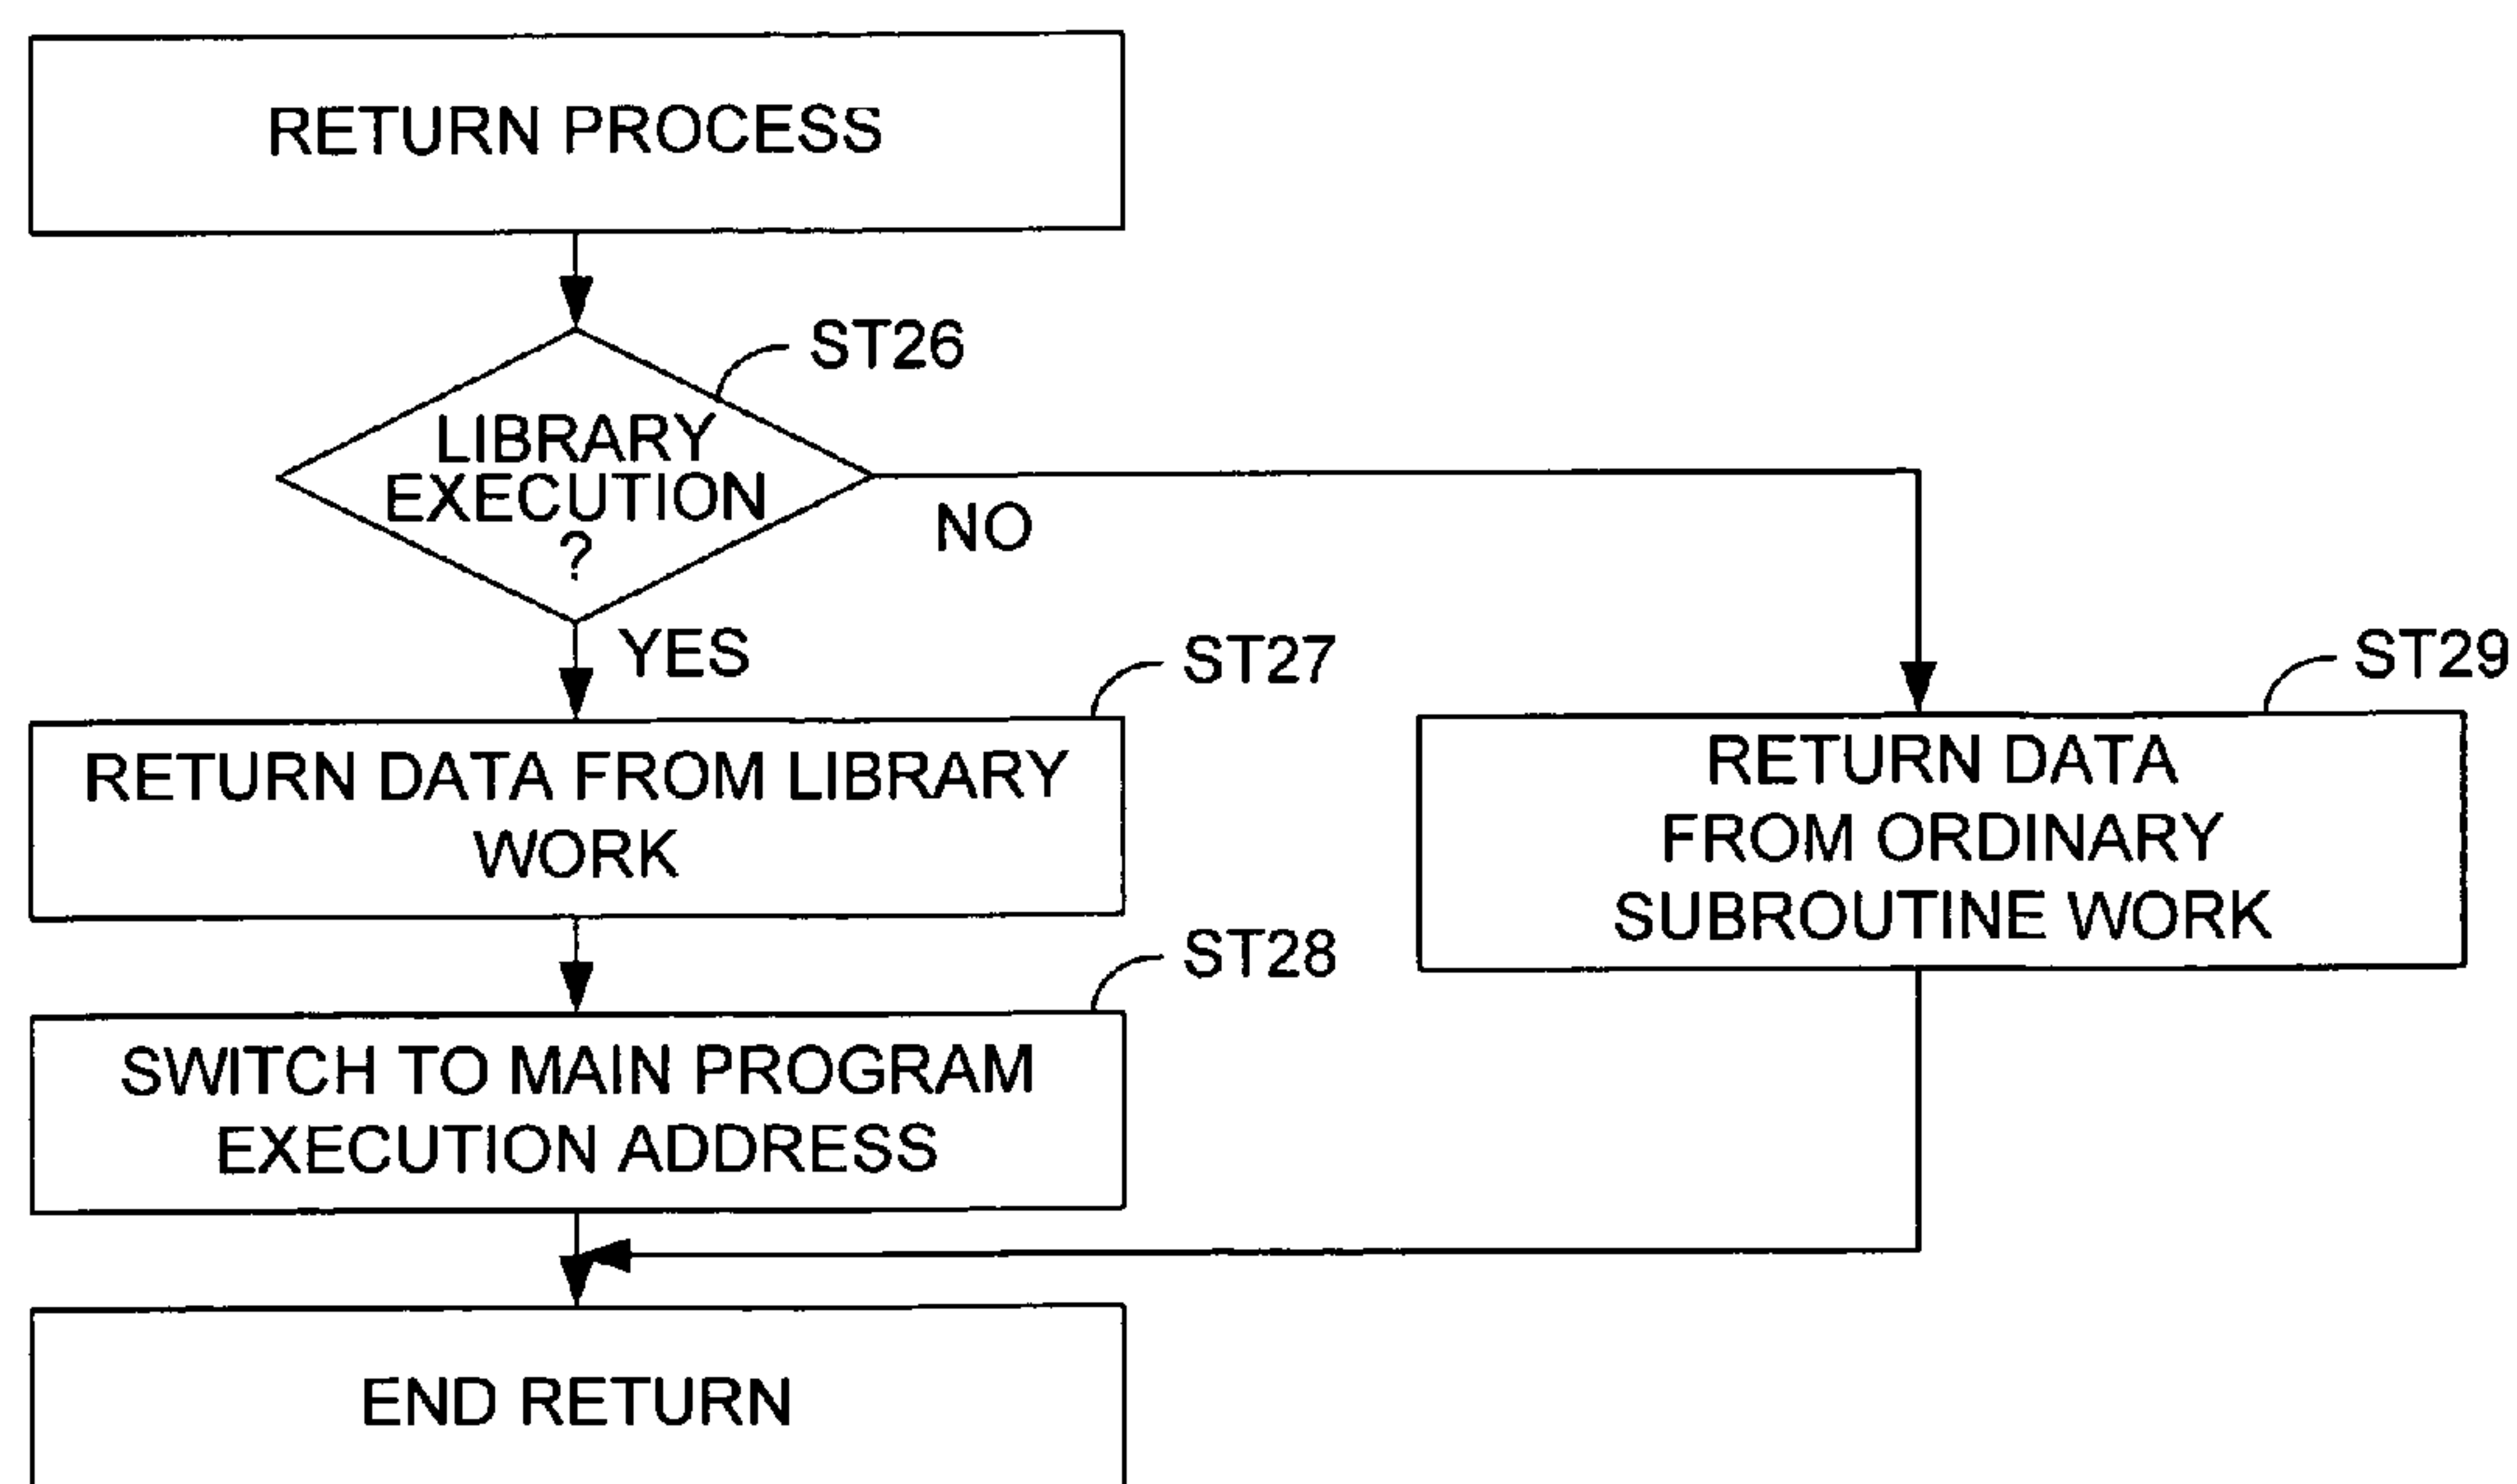 RETURN PROCESS
ST26
LIBRARY
EXECUTION
?
NO
YES
ST27
RETURN DATA FROM LIBRARY
WORK
ST29
RETURN DATA
FROM ORDINARY
SUBROUTINE WORK
ST28
SWITCH TO MAIN PROGRAM
EXECUTION ADDRESS
END RETURN